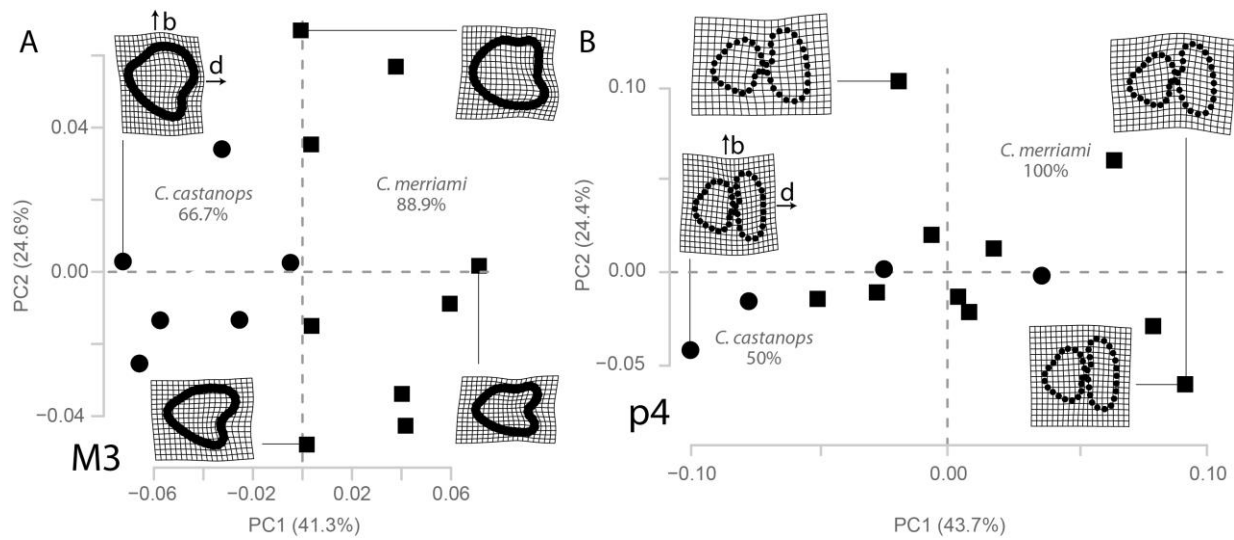 A
b
d
0.04
0.00
−0.04
PC2 (24.6%)
C. castanops
66.7%
C. merriami
88.9%
M3
−0.06
−0.02
0.02
0.06
PC1 (41.3%)
B
b
d
0.10
0.00
−0.05
PC2 (24.4%)
C. merriami
100%
C. castanops
50%
p4
−0.10
0.00
0.10
PC1 (43.7%)